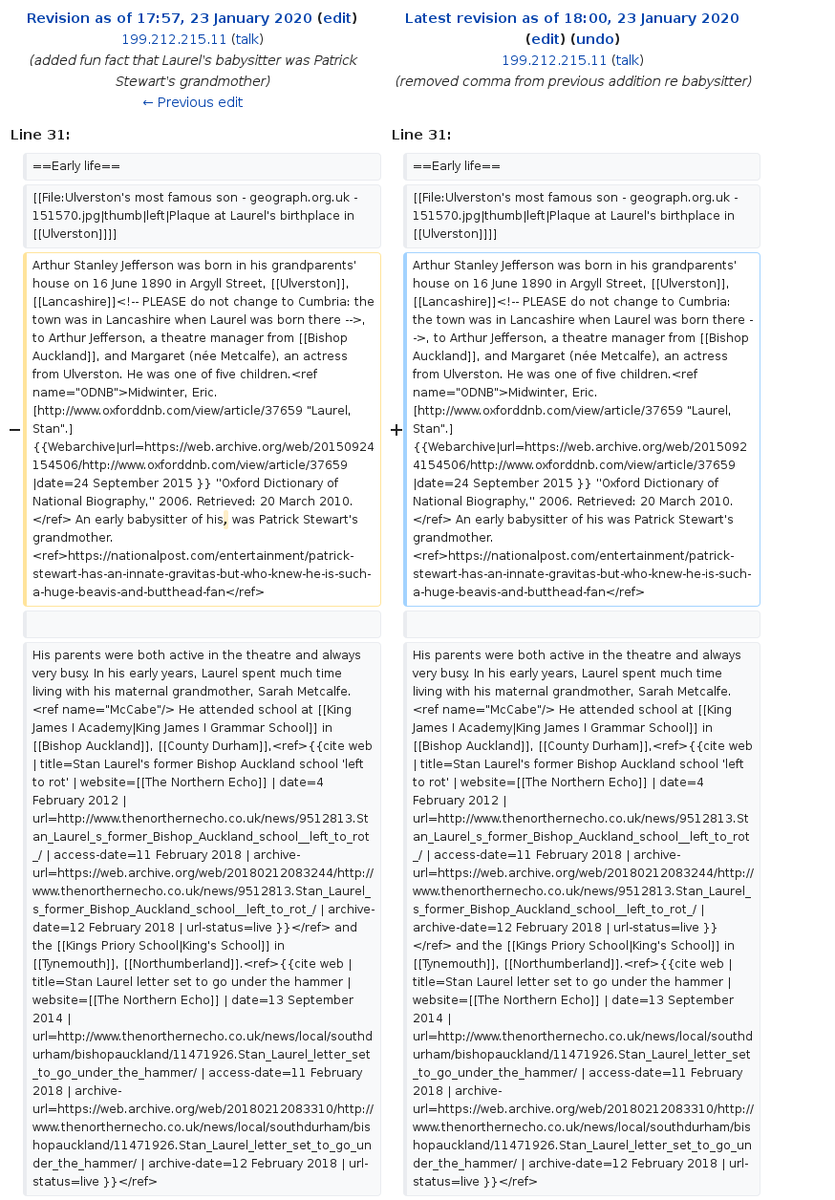 Revision as of 17:57, 23 January 2020 (edit)
199.212.215.11 (talk)
(added fun fact that Laurel's babysitter was Patrick
Stewart's grandmother)
← Previous edit
Latest revision as of 18:00, 23 January 2020
(edit) (undo)
199.212.215.11 (talk)
(removed comma from previous addition re babysitter)
Line 31:
Line 31:
==Early life==
==Early life==
[[File:Ulverston's most famous son - geograph.org.uk -
151570.jpg|thumb|left|Plaque at Laurel's birthplace in
[[Ulverston]]]]
[[File:Ulverston's most famous son - geograph.org.uk -
151570.jpg|thumb|left|Plaque at Laurel's birthplace in
[[Ulverston]]]]
−
Arthur Stanley Jefferson was born in his grandparents'
house on 16 June 1890 in Argyll Street, [[Ulverston]],
[[Lancashire]]<!-- PLEASE do not change to Cumbria: the
town was in Lancashire when Laurel was born there -->,
to Arthur Jefferson, a theatre manager from [[Bishop
Auckland]], and Margaret (née Metcalfe), an actress
from Ulverston. He was one of five children.<ref
name="ODNB">Midwinter, Eric.
[http://www.oxforddnb.com/view/article/37659 "Laurel,
Stan".]
{{Webarchive|url=https://web.archive.org/web/20150924
154506/http://www.oxforddnb.com/view/article/37659
|date=24 September 2015 }} ''Oxford Dictionary of
National Biography,'' 2006. Retrieved: 20 March 2010.
</ref> An early babysitter of his, was Patrick Stewart's
grandmother.
<ref>https://nationalpost.com/entertainment/patrick-
stewart-has-an-innate-gravitas-but-who-knew-he-is-such-
a-huge-beavis-and-butthead-fan</ref>
+
Arthur Stanley Jefferson was born in his grandparents'
house on 16 June 1890 in Argyll Street, [[Ulverston]],
[[Lancashire]]<!-- PLEASE do not change to Cumbria:
the town was in Lancashire when Laurel was born there -
->, to Arthur Jefferson, a theatre manager from [[Bishop
Auckland]], and Margaret (née Metcalfe), an actress
from Ulverston. He was one of five children.<ref
name="ODNB">Midwinter, Eric.
[http://www.oxforddnb.com/view/article/37659 "Laurel,
Stan".]
{{Webarchive|url=https://web.archive.org/web/2015092
4154506/http://www.oxforddnb.com/view/article/37659
|date=24 September 2015 }} ''Oxford Dictionary of
National Biography,'' 2006. Retrieved: 20 March 2010.
</ref> An early babysitter of his was Patrick Stewart's
grandmother.
<ref>https://nationalpost.com/entertainment/patrick-
stewart-has-an-innate-gravitas-but-who-knew-he-is-such-
a-huge-beavis-and-butthead-fan</ref>
His parents were both active in the theatre and always
very busy. In his early years, Laurel spent much time
living with his maternal grandmother, Sarah Metcalfe.
<ref name="McCabe"/> He attended school at [[King
James I Academy|King James I Grammar School]] in
[[Bishop Auckland]], [[County Durham]],<ref>{{cite web
| title=Stan Laurel's former Bishop Auckland school 'left
to rot' | website=[[The Northern Echo]] | date=4
February 2012 |
url=http://www.thenorthernecho.co.uk/news/9512813.St
an_Laurel_s_former_Bishop_Auckland_school__left_to_rot
_/ | access-date=11 February 2018 | archive-
url=https://web.archive.org/web/20180212083244/http://
www.thenorthernecho.co.uk/news/9512813.Stan_Laurel_
s_former_Bishop_Auckland_school__left_to_rot_/ | archive-
date=12 February 2018 | url-status=live }}</ref> and
the [[Kings Priory School|King's School]] in
[[Tynemouth]], [[Northumberland]].<ref>{{cite web |
title=Stan Laurel letter set to go under the hammer |
website=[[The Northern Echo]] | date=13 September
2014 |
url=http://www.thenorthernecho.co.uk/news/local/southd
urham/bishopauckland/11471926.Stan_Laurel_letter_set
_to_go_under_the_hammer/ | access-date=11 February
2018 | archive-
url=https://web.archive.org/web/20180212083310/http://
www.thenorthernecho.co.uk/news/local/southdurham/bis
hopauckland/11471926.Stan_Laurel_letter_set_to_go_un
der_the_hammer/ | archive-date=12 February 2018 | url-
status=live }}</ref>
His parents were both active in the theatre and always
very busy. In his early years, Laurel spent much time
living with his maternal grandmother, Sarah Metcalfe.
<ref name="McCabe"/> He attended school at [[King
James I Academy|King James I Grammar School]] in
[[Bishop Auckland]], [[County Durham]],<ref>{{cite web
| title=Stan Laurel's former Bishop Auckland school 'left
to rot' | website=[[The Northern Echo]] | date=4
February 2012 |
url=http://www.thenorthernecho.co.uk/news/9512813.St
an_Laurel_s_former_Bishop_Auckland_school__left_to_rot
_/ | access-date=11 February 2018 | archive-
url=https://web.archive.org/web/20180212083244/http://
www.thenorthernecho.co.uk/news/9512813.Stan_Laurel_
s_former_Bishop_Auckland_school__left_to_rot_/ |
archive-date=12 February 2018 | url-status=live }}
</ref> and the [[Kings Priory School|King's School]] in
[[Tynemouth]], [[Northumberland]].<ref>{{cite web |
title=Stan Laurel letter set to go under the hammer |
website=[[The Northern Echo]] | date=13 September
2014 |
url=http://www.thenorthernecho.co.uk/news/local/southd
urham/bishopauckland/11471926.Stan_Laurel_letter_set
_to_go_under_the_hammer/ | access-date=11 February
2018 | archive-
url=https://web.archive.org/web/20180212083310/http://
www.thenorthernecho.co.uk/news/local/southdurham/bis
hopauckland/11471926.Stan_Laurel_letter_set_to_go_un
der_the_hammer/ | archive-date=12 February 2018 | url-
status=live }}</ref>